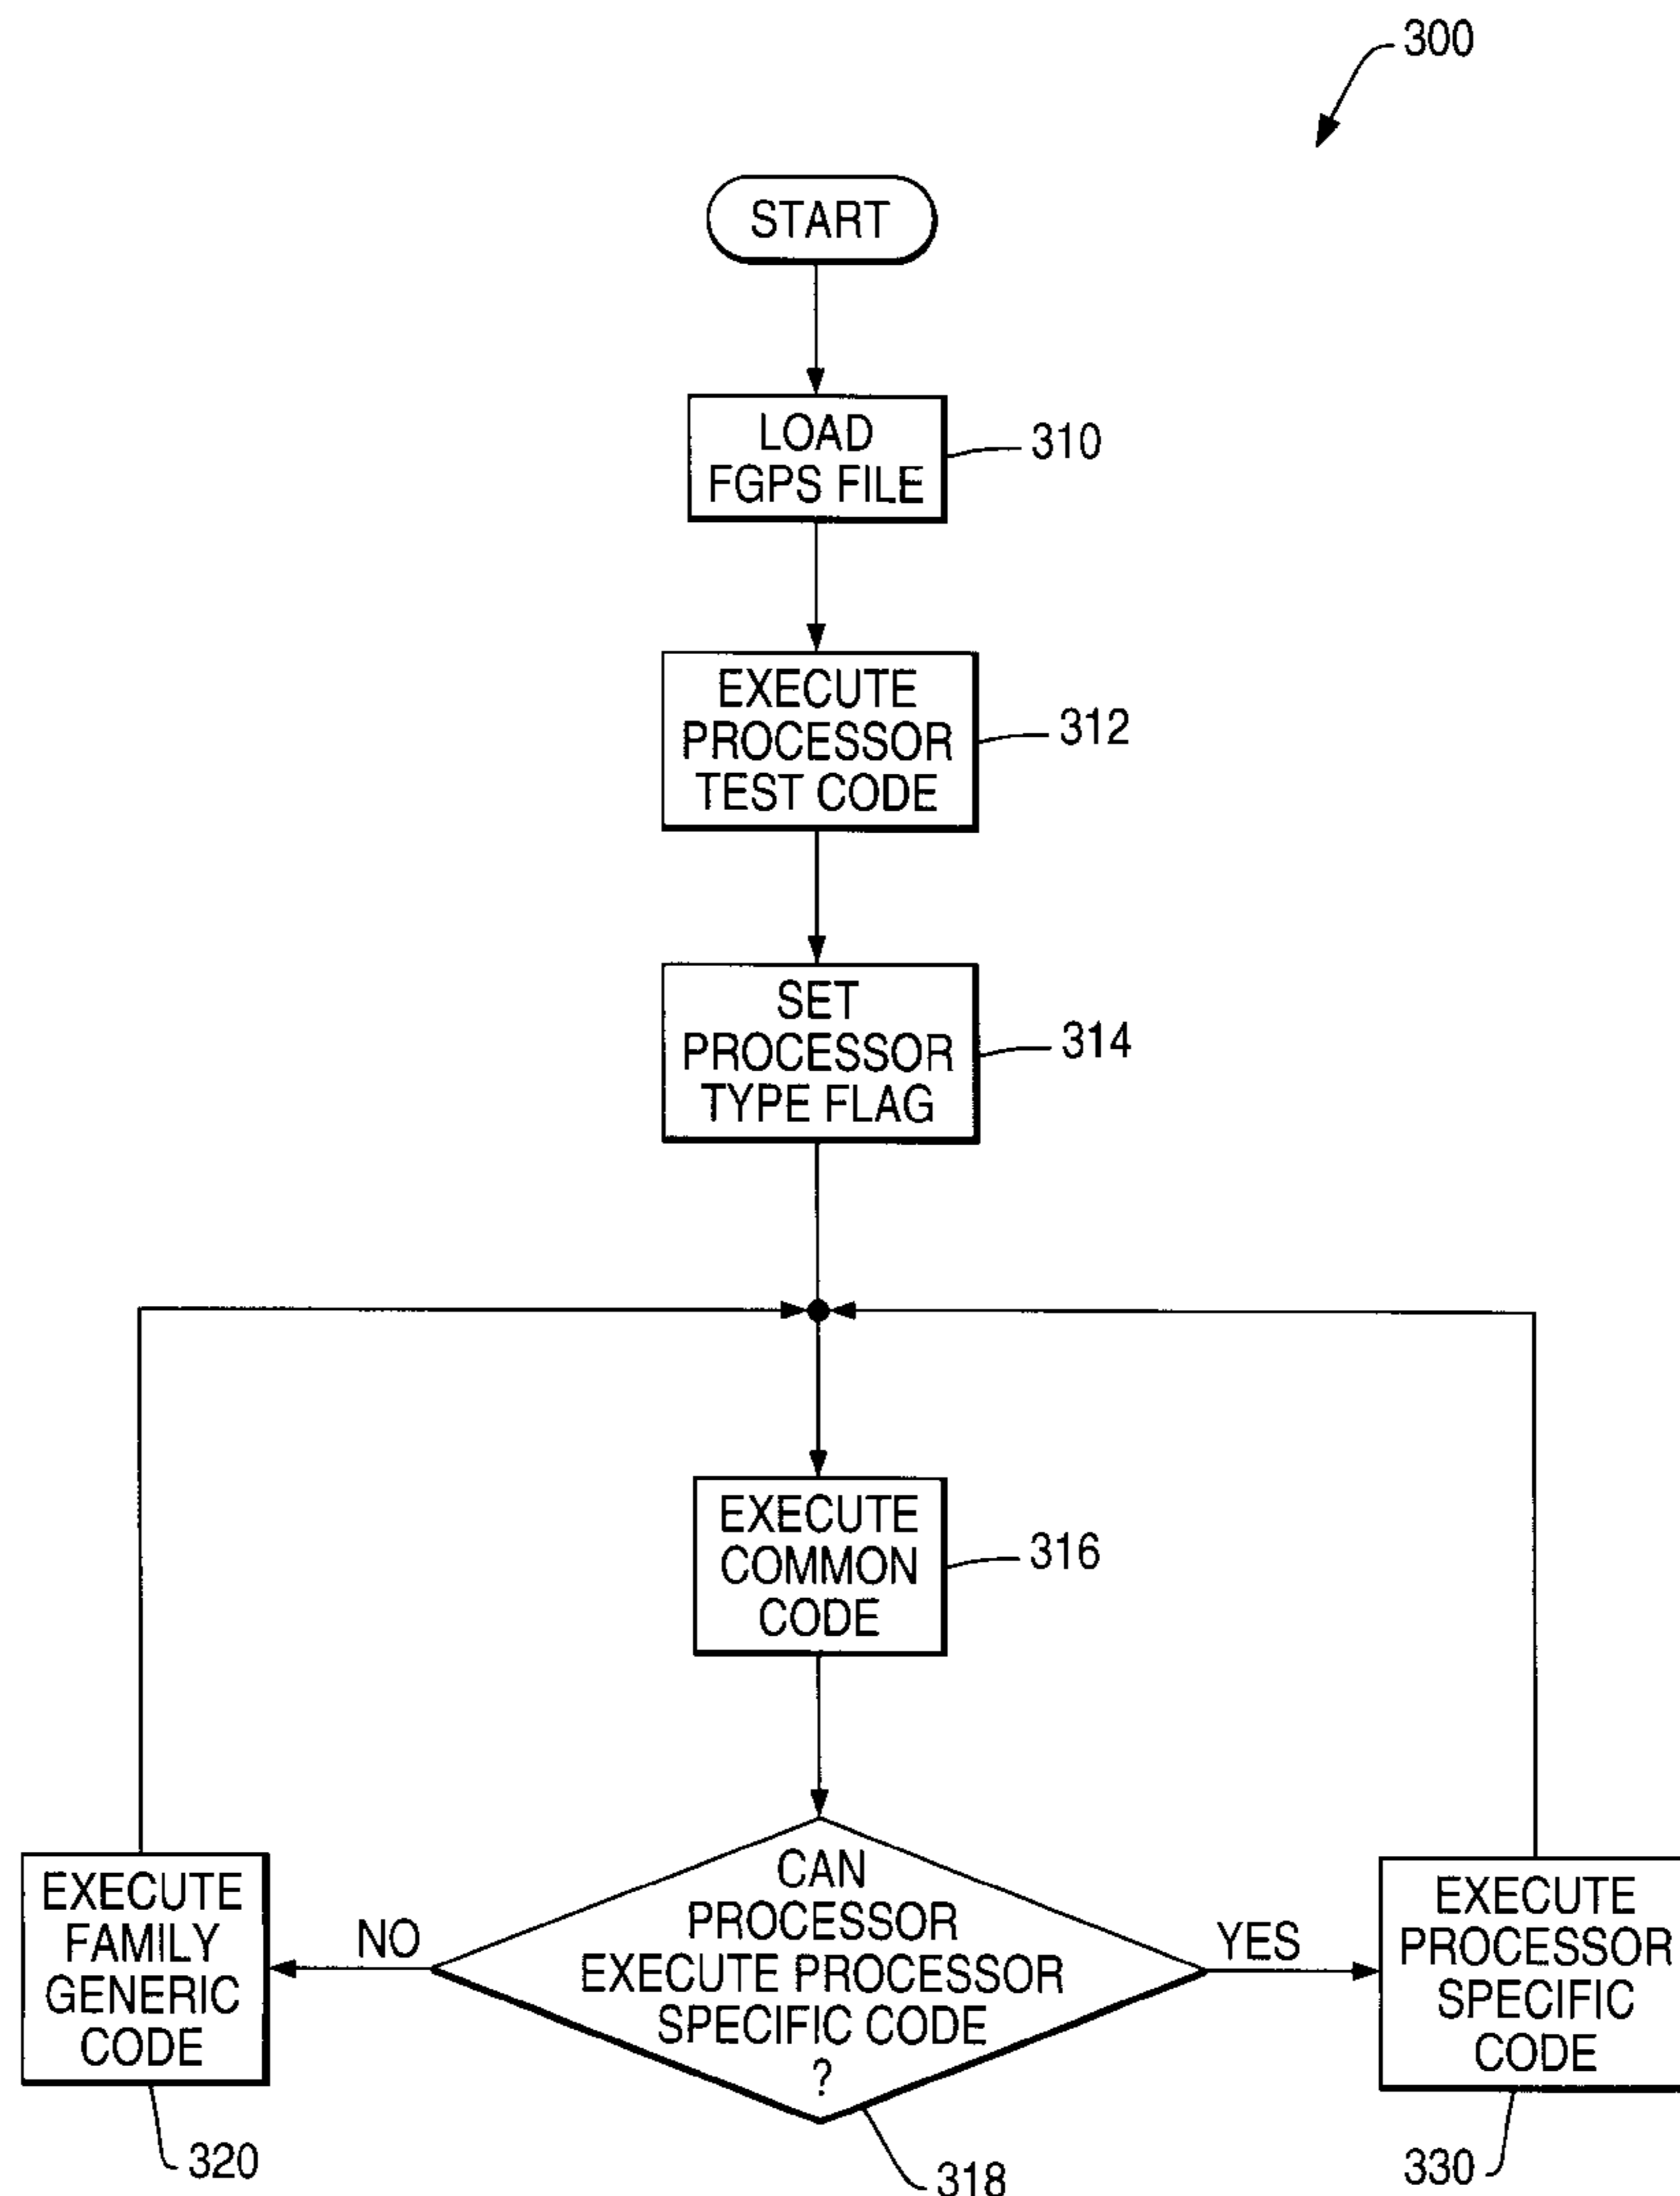 300
START
LOAD
FGPS FILE
310
EXECUTE
PROCESSOR
TEST CODE
312
SET
PROCESSOR
TYPE FLAG
314
EXECUTE
COMMON
CODE
316
CAN
PROCESSOR
EXECUTE PROCESSOR
SPECIFIC CODE
?
318
NO
EXECUTE
FAMILY
GENERIC
CODE
320
YES
EXECUTE
PROCESSOR
SPECIFIC
CODE
330